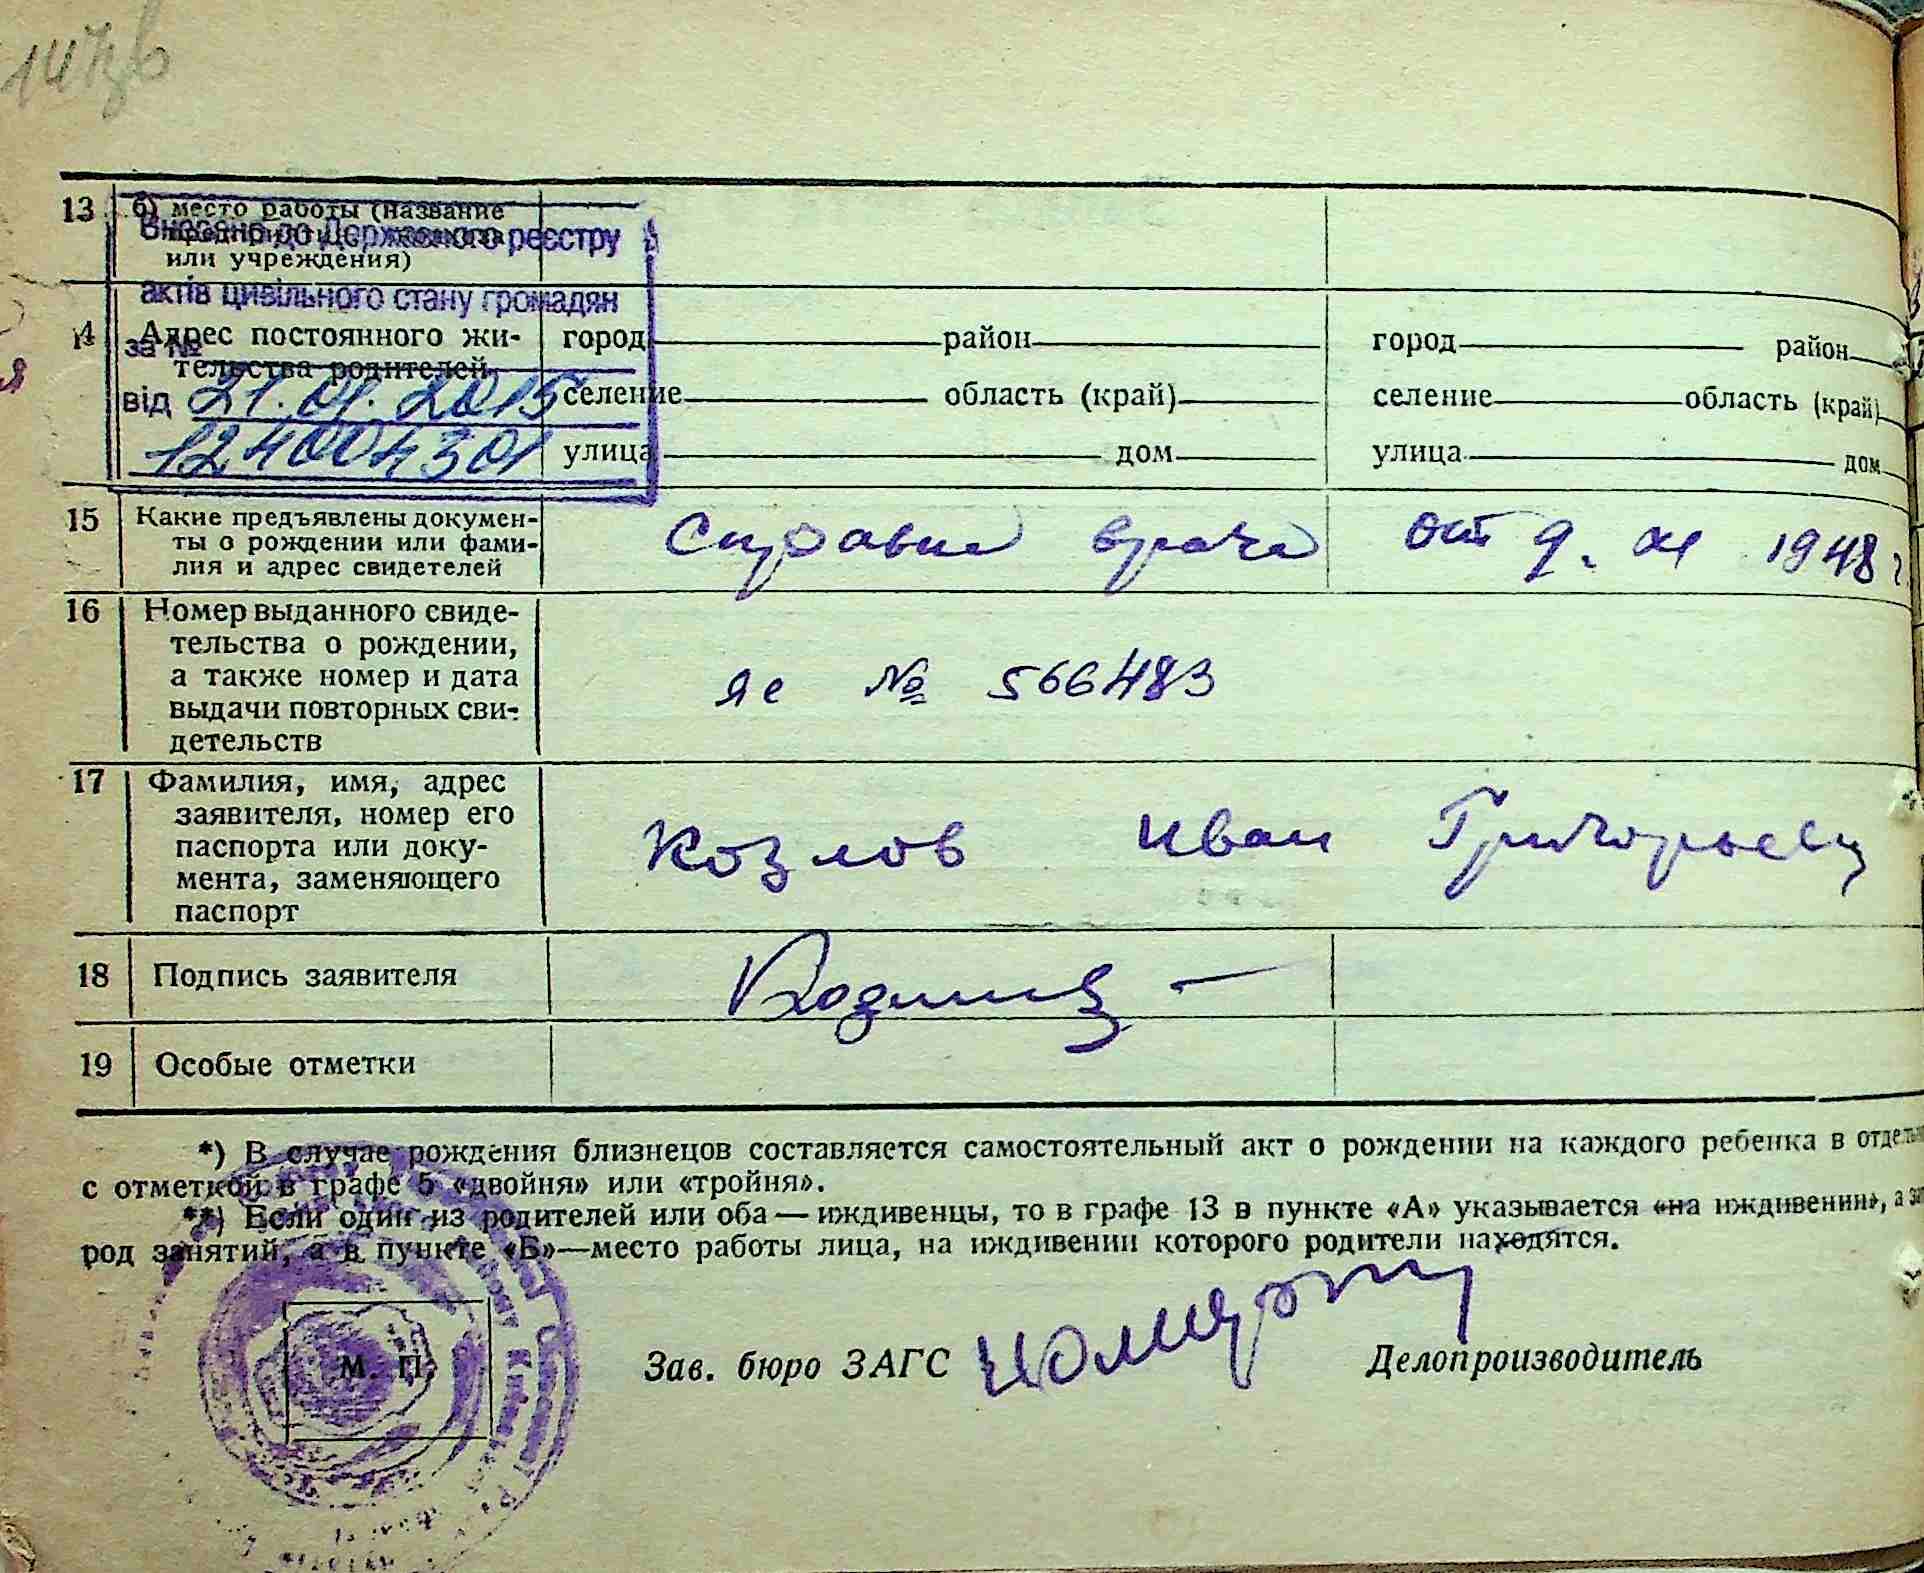 147зв
13 б) место работы (название
или учреждения)
Внесено до Державного реєстру
актів цивільного стану громадян
за №
від 21.01.2015
124004301
14 Адрес постоянного жи-
тельства родителей
город район город район
селение область (край) селение область (край)
улица дом улица дом
15 Какие предъявлены докумен-
ты о рождении или фами-
лия и адрес свидетелей
Справка врача от 9. XI 1948 г
16 Номер выданного свиде-
тельства о рождении,
а также номер и дата
выдачи повторных сви-
детельств
ЯС № 566483
17 Фамилия, имя, адрес
заявителя, номер его
паспорта или доку-
мента, заменяющего
паспорт
Козлов Иван Григорьевич
18 Подпись заявителя
19 Особые отметки
*) В случае рождения близнецов составляется самостоятельный акт о рождении на каждого ребенка в
с отметкой в графе 5 «двойня» или «тройня».
**) Если один из родителей или оба — иждивенцы, то в графе 13 в пункте «А» указывается «на иждивении», а
род занятий, а в пункте «Б»—место работы лица, на иждивении которого родители находятся.
М. П.
Зав. бюро ЗАГС Делопроизводитель